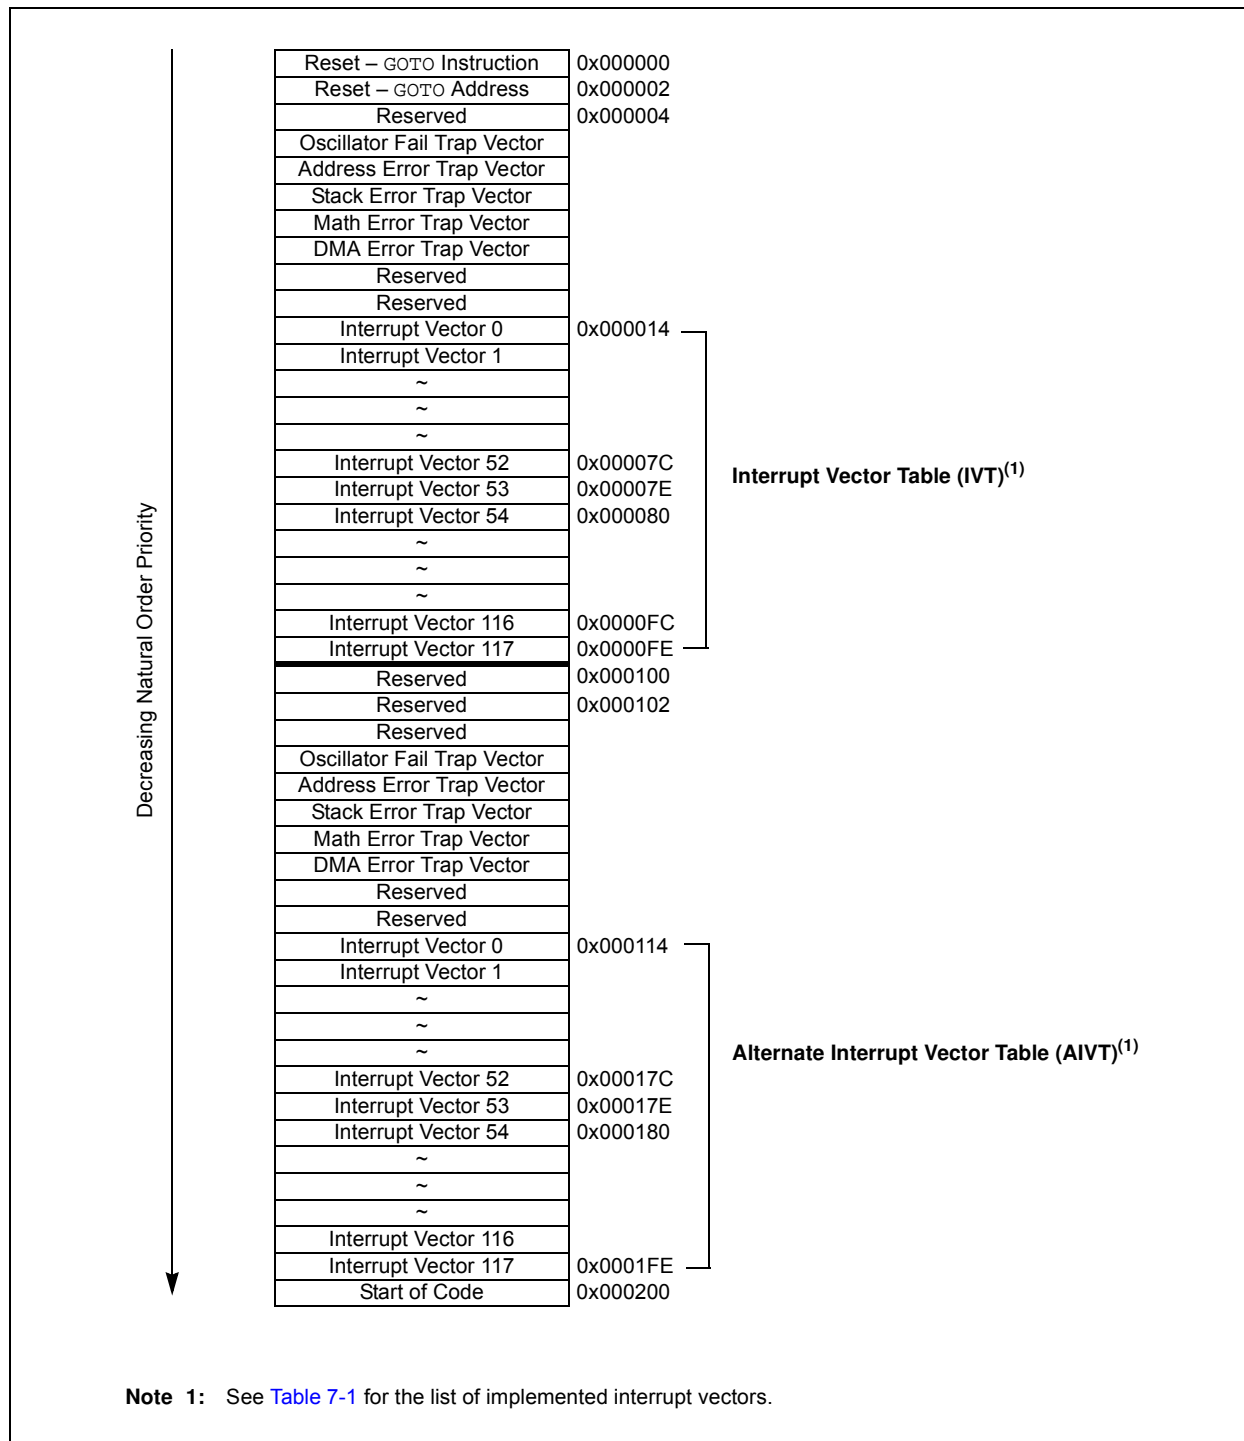 Reset – GOTO Instruction 0x000000
Reset – GOTO Address 0x000002
Reserved 0x000004
Oscillator Fail Trap Vector
Address Error Trap Vector
Stack Error Trap Vector
Math Error Trap Vector
DMA Error Trap Vector
Reserved
Reserved
Interrupt Vector 0 0x000014
Interrupt Vector 1
~
~
~
Interrupt Vector 52 0x00007C
Interrupt Vector Table (IVT)(1)
Interrupt Vector 53 0x00007E
Interrupt Vector 54 0x000080
~
~
~
Interrupt Vector 116 0x0000FC
Interrupt Vector 117 0x0000FE
Decreasing Natural Order Priority
Reserved 0x000100
Reserved 0x000102
Reserved
Oscillator Fail Trap Vector
Address Error Trap Vector
Stack Error Trap Vector
Math Error Trap Vector
DMA Error Trap Vector
Reserved
Reserved
Interrupt Vector 0 0x000114
Interrupt Vector 1
~
~
~
Alternate Interrupt Vector Table (AIVT)(1)
Interrupt Vector 52 0x00017C
Interrupt Vector 53 0x00017E
Interrupt Vector 54 0x000180
~
~
~
Interrupt Vector 116
Interrupt Vector 117 0x0001FE
Start of Code 0x000200
Note 1: See Table 7-1 for the list of implemented interrupt vectors.